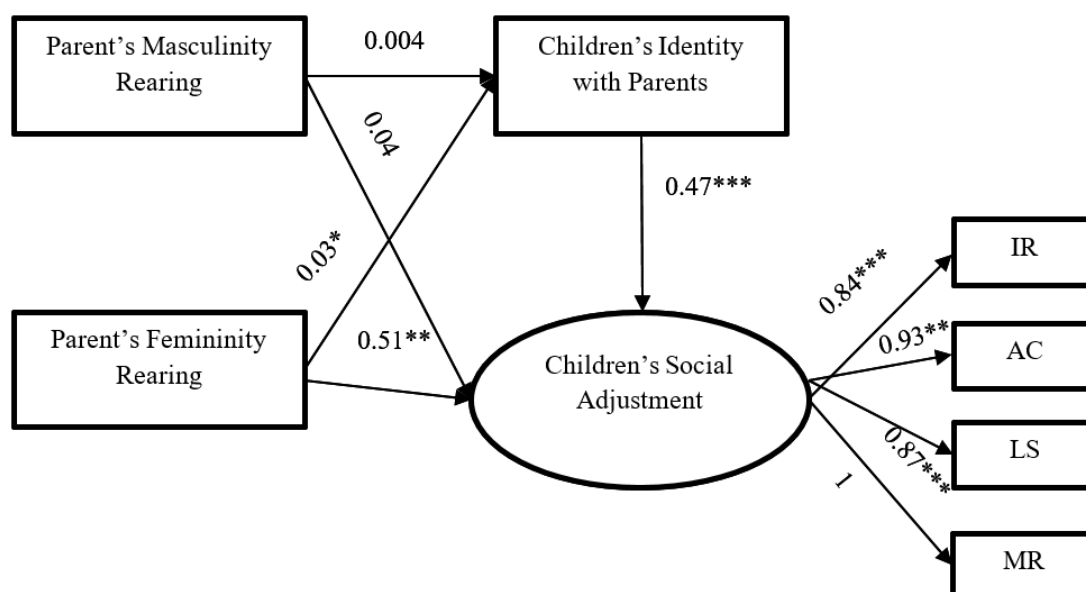 Parent’s Masculinity
Rearing
0.004
Children’s Identity
with Parents
0.04
0.47***
0.03*
Parent’s Femininity
Rearing
0.51**
Children’s Social
Adjustment
0.84***
IR
0.93**
AC
0.87***
LS
1
MR